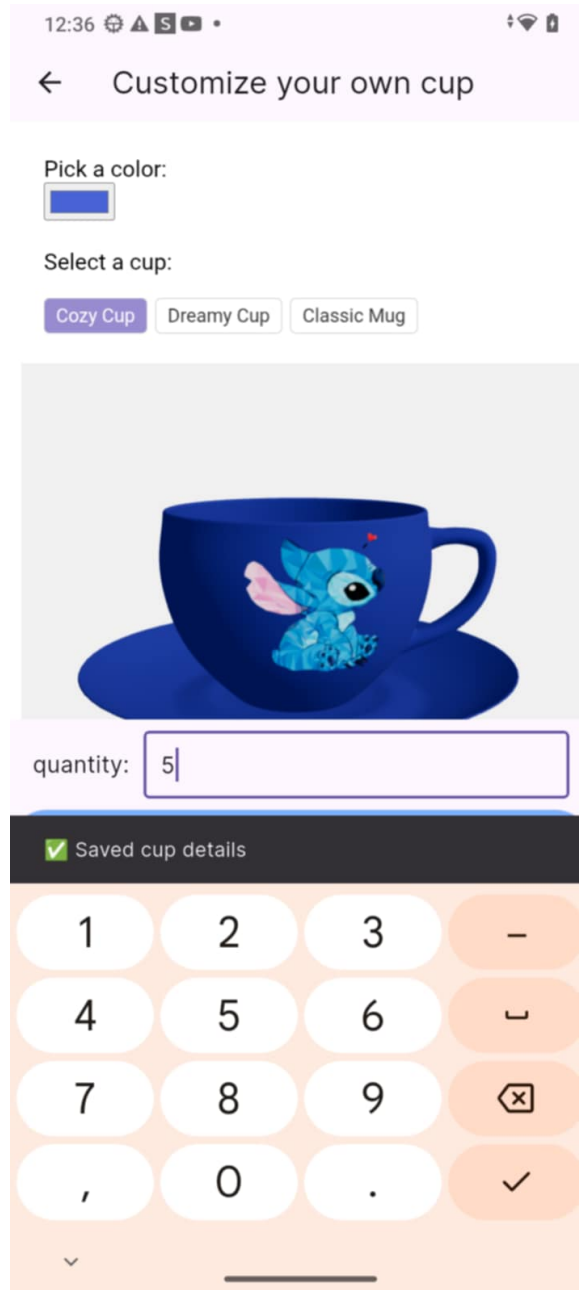 12:36
Customize your own cup
Pick a color:
Select a cup:
Cozy Cup Dreamy Cup Classic Mug
quantity: 5
✅ Saved cup details
1 2 3 –
4 5 6
7 8 9
, 0 .